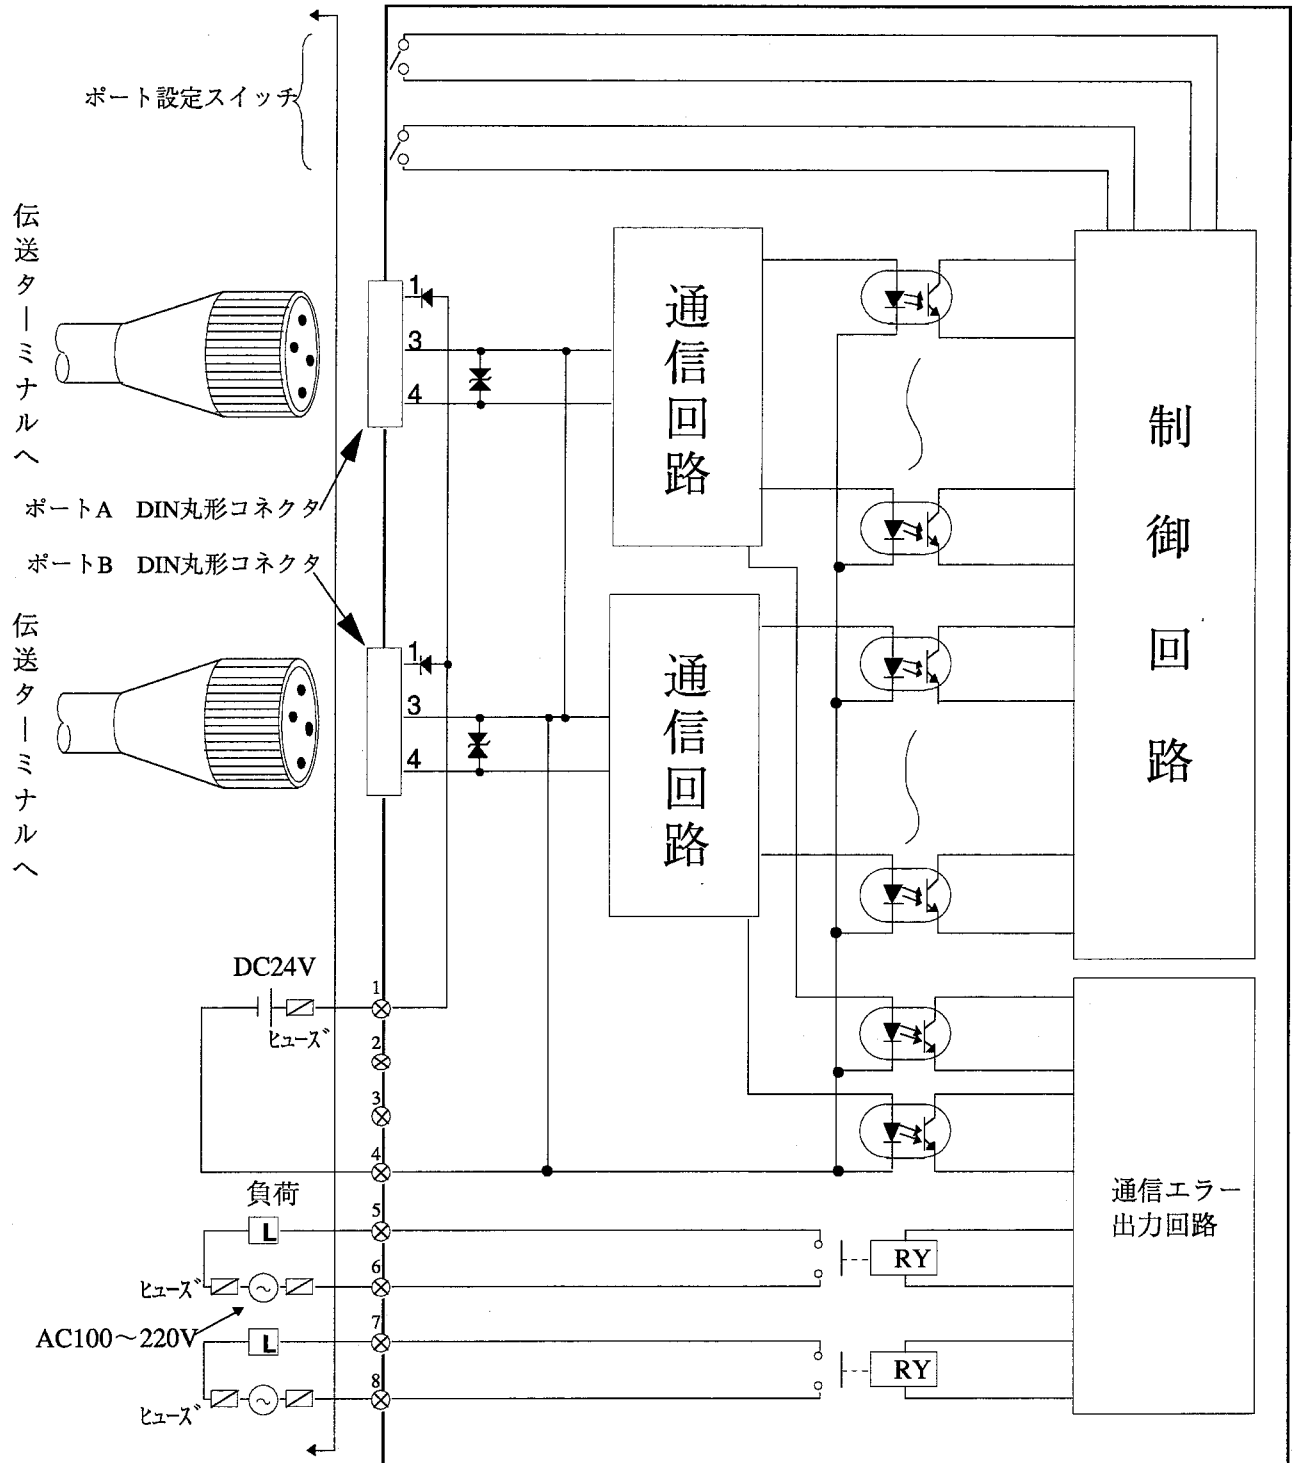 ポート設定スイッチ
伝送ターミナルへ
1
3
4
通信回路
制御回路
ポートA DIN丸形コネクタ
ポートB DIN丸形コネクタ
伝送ターミナルへ
1
3
4
通信回路
DC24V
ヒューズ
1
2
3
4
負荷
L
5
6
ヒューズ
RY
AC100～220V
L
7
8
ヒューズ
RY
通信エラー
出力回路